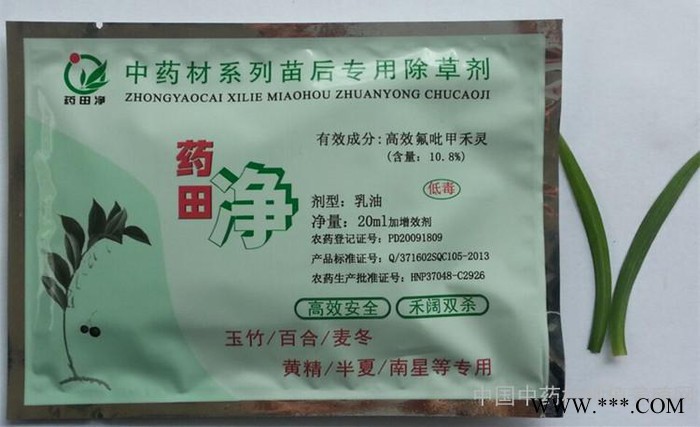 中药材系列苗后专用除草剂
ZHONGYAOCAI XILIE MIAOHOU ZHUANYONG CHUCAOJI
药田净
有效成分:高效氟吡甲禾灵
(含量:10.8%)
药田净
低毒
剂型:乳油
净量:20ml加增效剂
农药登记证号:PD20091809
产品标准证号:Q/371602SQC105-2013
农药生产批准证号:HNP37048-C2926
高效安全 禾阔双杀
玉竹/百合/麦冬
黄精/半夏/南星等专用
中国中药
WWW.***.COM